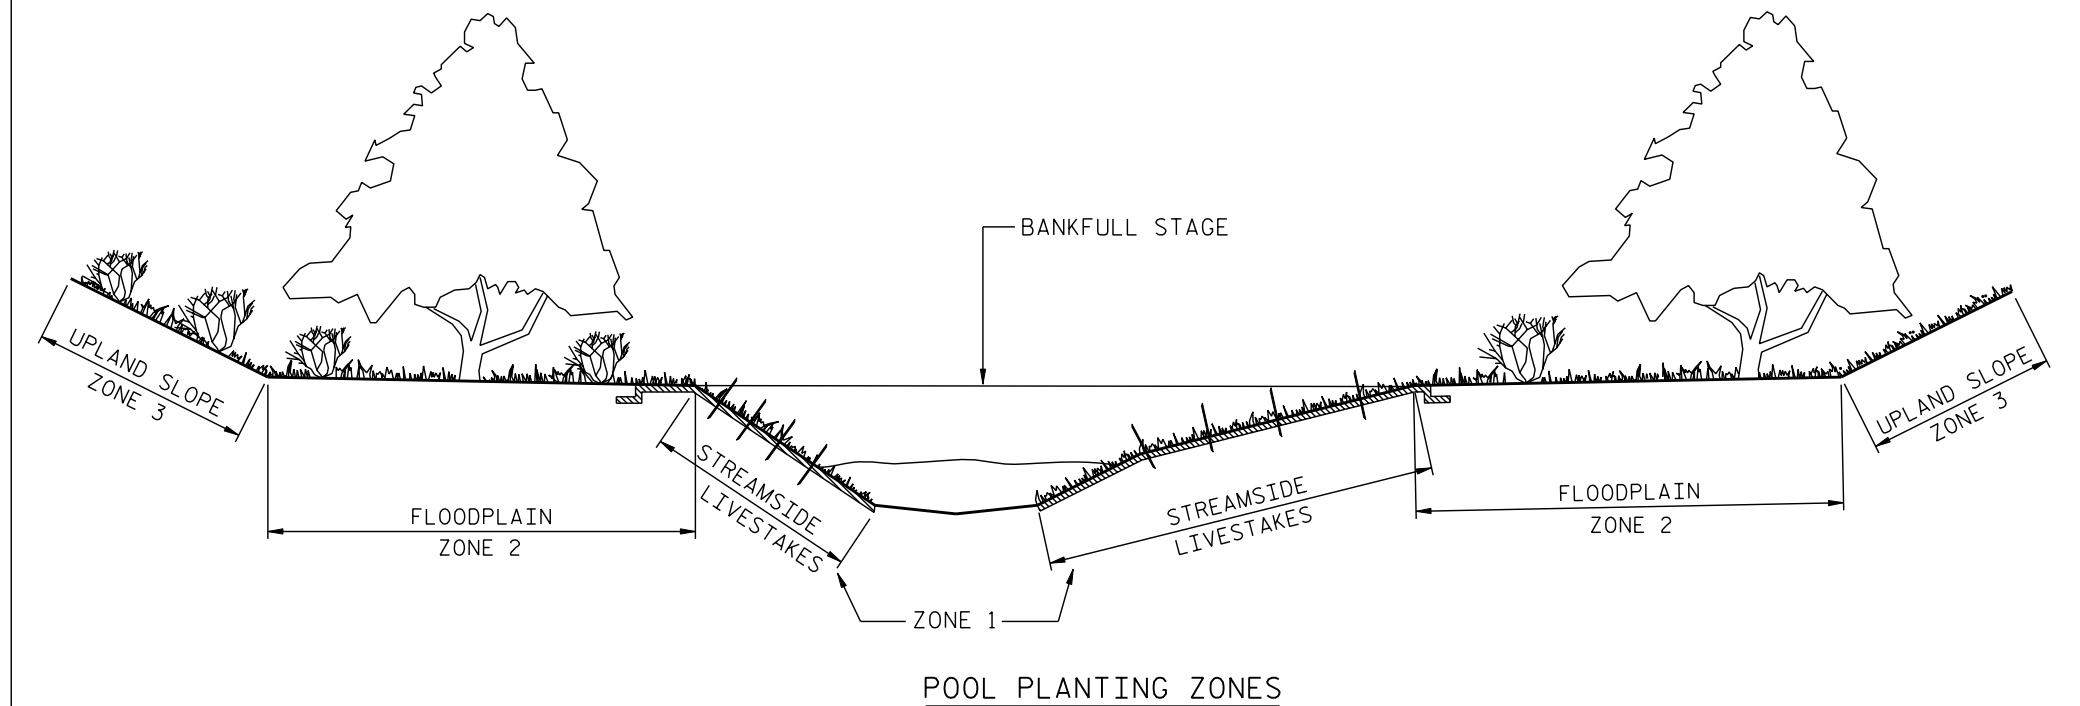 BANKFULL STAGE
UPLAND SLOPE
ZONE 3
FLOODPLAIN
ZONE 2
STREAMSIDE
LIVESTAKES
ZONE 1
STREAMSIDE
LIVESTAKES
FLOODPLAIN
ZONE 2
UPLAND SLOPE
ZONE 3
POOL PLANTING ZONES